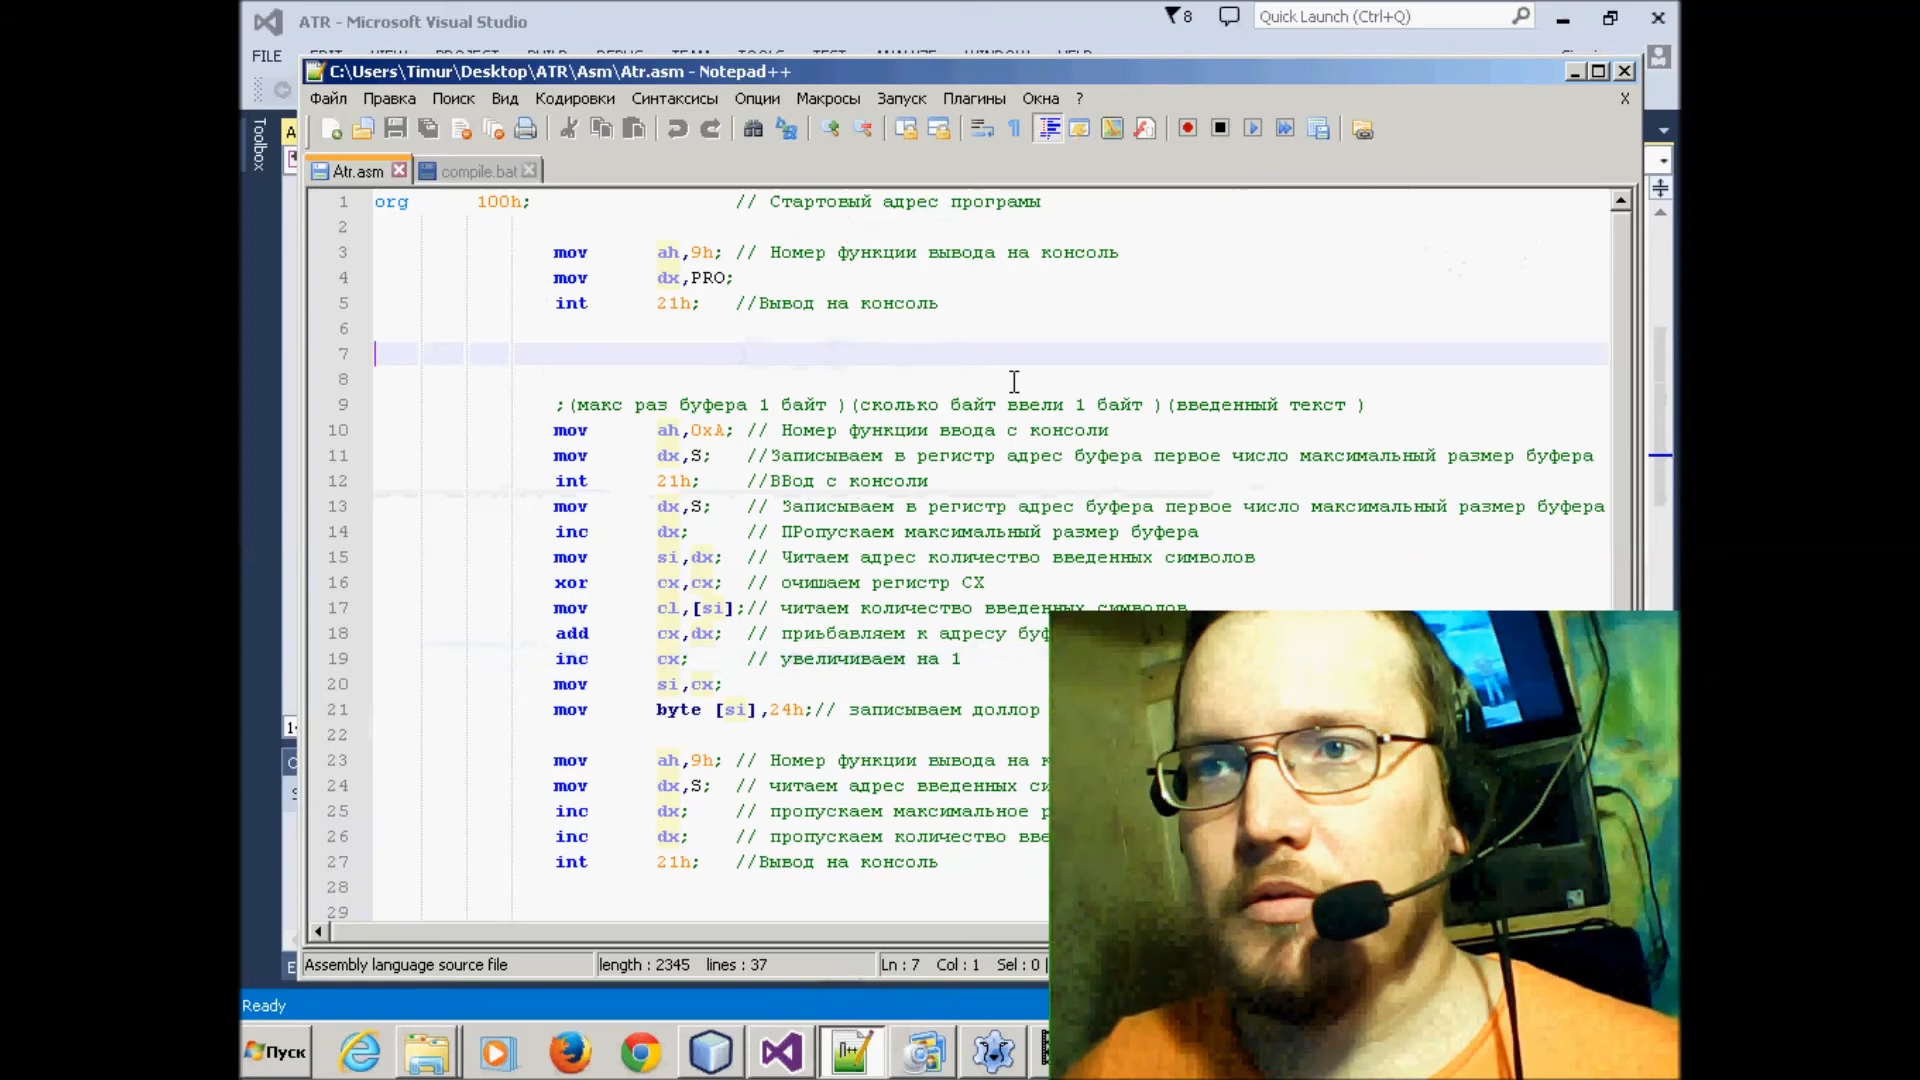 ATR - Microsoft Visual Studio
8
Quick Launch (Ctrl+Q)
FILE
C:\Users\Timur\Desktop\ATR\Asm\Atr.asm - Notepad++
Файл Правка Поиск Вид Кодировки Синтаксисы Опции Макросы Запуск Плагины Окна ? X
Toolbox
Atr.asm compile.bat
1 org 100h; // Стартовый адрес програмы
2
3 mov ah,9h; // Номер функции вывода на консоль
4 mov dx,PRO;
5 int 21h; //Вывод на консоль
6
7
8
9 ;(макс раз буфера 1 байт )(сколько байт ввели 1 байт )(введенный текст )
10 mov ah,0xA; // Номер функции ввода с консоли
11 mov dx,S; //Записываем в регистр адрес буфера первое число максимальный размер буфера
12 int 21h; //ВВод с консоли
13 mov dx,S; // Записываем в регистр адрес буфера первое число максимальный размер буфера
14 inc dx; // ПРопускаем максимальный размер буфера
15 mov si,dx; // Читаем адрес количество введенных символов
16 xor cx,cx; // очишаем регистр CX
17 mov cl,[si];// читаем количество введенных символов
18 add cx,dx; // приьбавляем к адресу
19 inc cx; // увеличиваем на 1
20 mov si,cx;
21 mov byte [si],24h;// записываем доллор
22
23 mov ah,9h; // Номер функции вывода на
24 mov dx,S; // читаем адрес введенных
25 inc dx; // пропускаем максимальное
26 inc dx; // пропускаем количество
27 int 21h; //Вывод на консоль
28
29
Assembly language source file length : 2345 lines : 37 Ln : 7 Col : 1 Sel : 0
Ready
Пуск